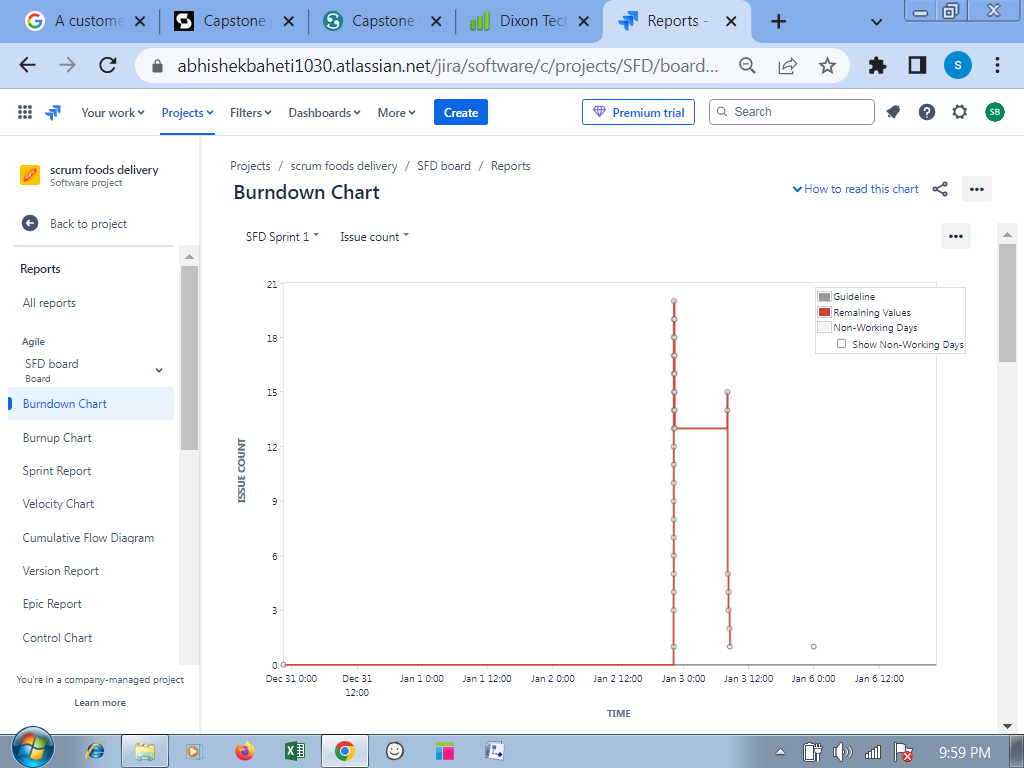 A custome
Capstone
Capstone
Dixon Tec
Reports -
abhishekbaheti1030.atlassian.net/jira/software/c/projects/SFD/board...
S
Your work
Projects
Filters
Dashboards
More
Create
Premium trial
Search
SB
scrum foods delivery
Software project
Back to project
Reports
All reports
Agile
SFD board
Board
Burndown Chart
Burnup Chart
Sprint Report
Velocity Chart
Cumulative Flow Diagram
Version Report
Epic Report
Control Chart
You're in a company-managed project
Learn more
Projects / scrum foods delivery / SFD board / Reports
Burndown Chart
How to read this chart
SFD Sprint 1
Issue count
Guideline
Remaining Values
Non-Working Days
Show Non-Working Days
ISSUE COUNT
21
18
15
12
9
6
3
0
Dec 31 0:00
Dec 31 12:00
Jan 1 0:00
Jan 1 12:00
Jan 2 0:00
Jan 2 12:00
Jan 3 0:00
Jan 3 12:00
Jan 6 0:00
Jan 6 12:00
TIME
9:59 PM